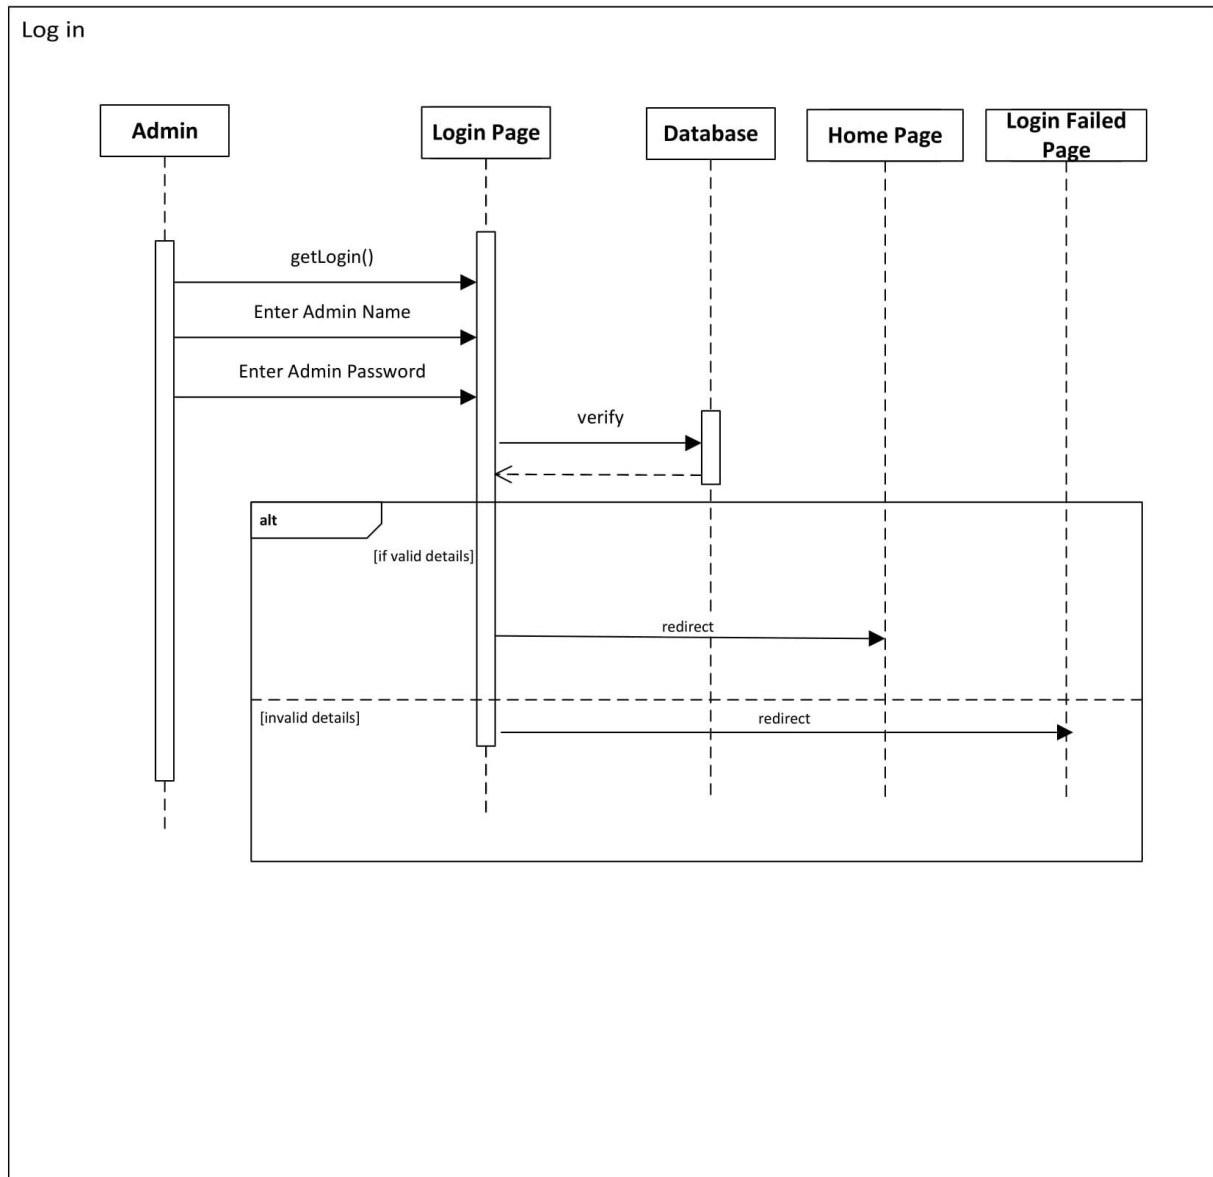 Log in
Admin
Login Page
Database
Home Page
Login Failed
Page
getLogin()
Enter Admin Name
Enter Admin Password
verify
alt
[if valid details]
redirect
[invalid details]
redirect